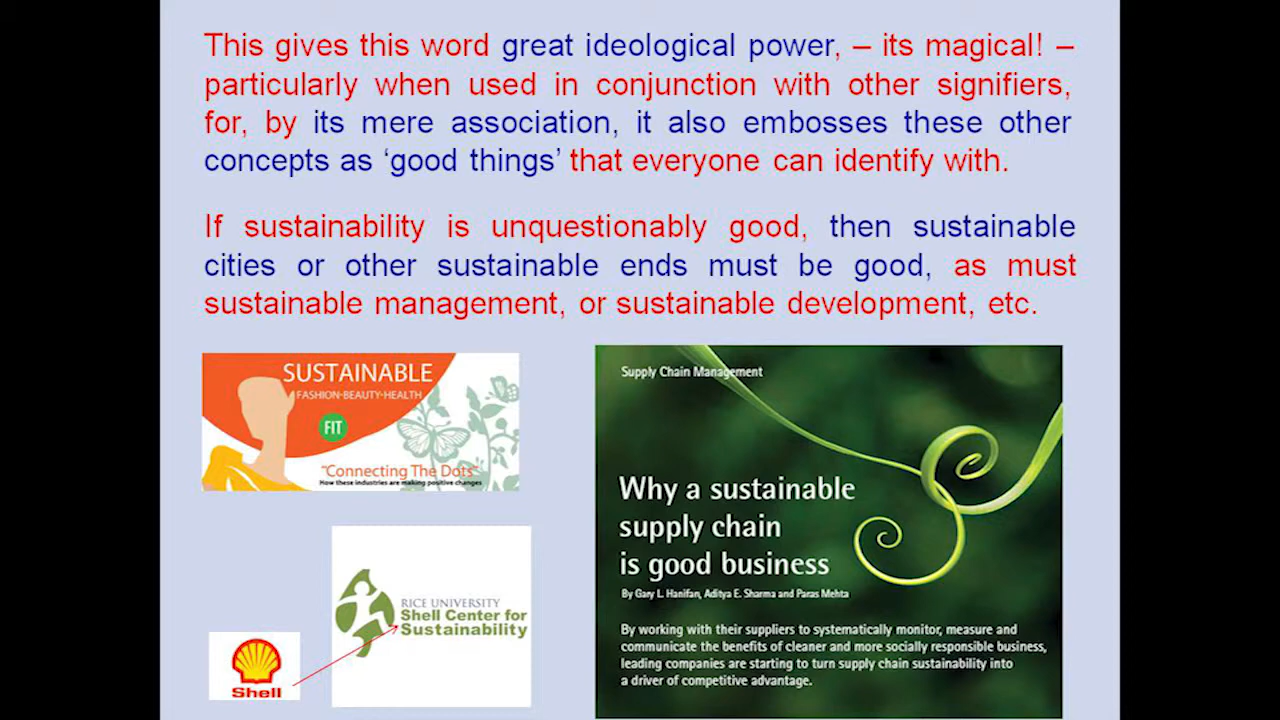 This gives this word great ideological power, – its magical! –
particularly when used in conjunction with other signifiers,
for, by its mere association, it also embosses these other
concepts as ‘good things’ that everyone can identify with.
If sustainability is unquestionably good, then sustainable
cities or other sustainable ends must be good, as must
sustainable management, or sustainable development, etc.
SUSTAINABLE
FASHION-BEAUTY-HEALTH
FIT
"Connecting The Dots"
How these industries are making positive changes
RICE UNIVERSITY
Shell Center for
Sustainability
Shell
Supply Chain Management
Why a sustainable
supply chain
is good business
By Gary L. Hanifan, Aditya E. Sharma and Paras Mehta
By working with their suppliers to systematically monitor, measure and
communicate the benefits of cleaner and more socially responsible business,
leading companies are starting to turn supply chain sustainability into
a driver of competitive advantage.